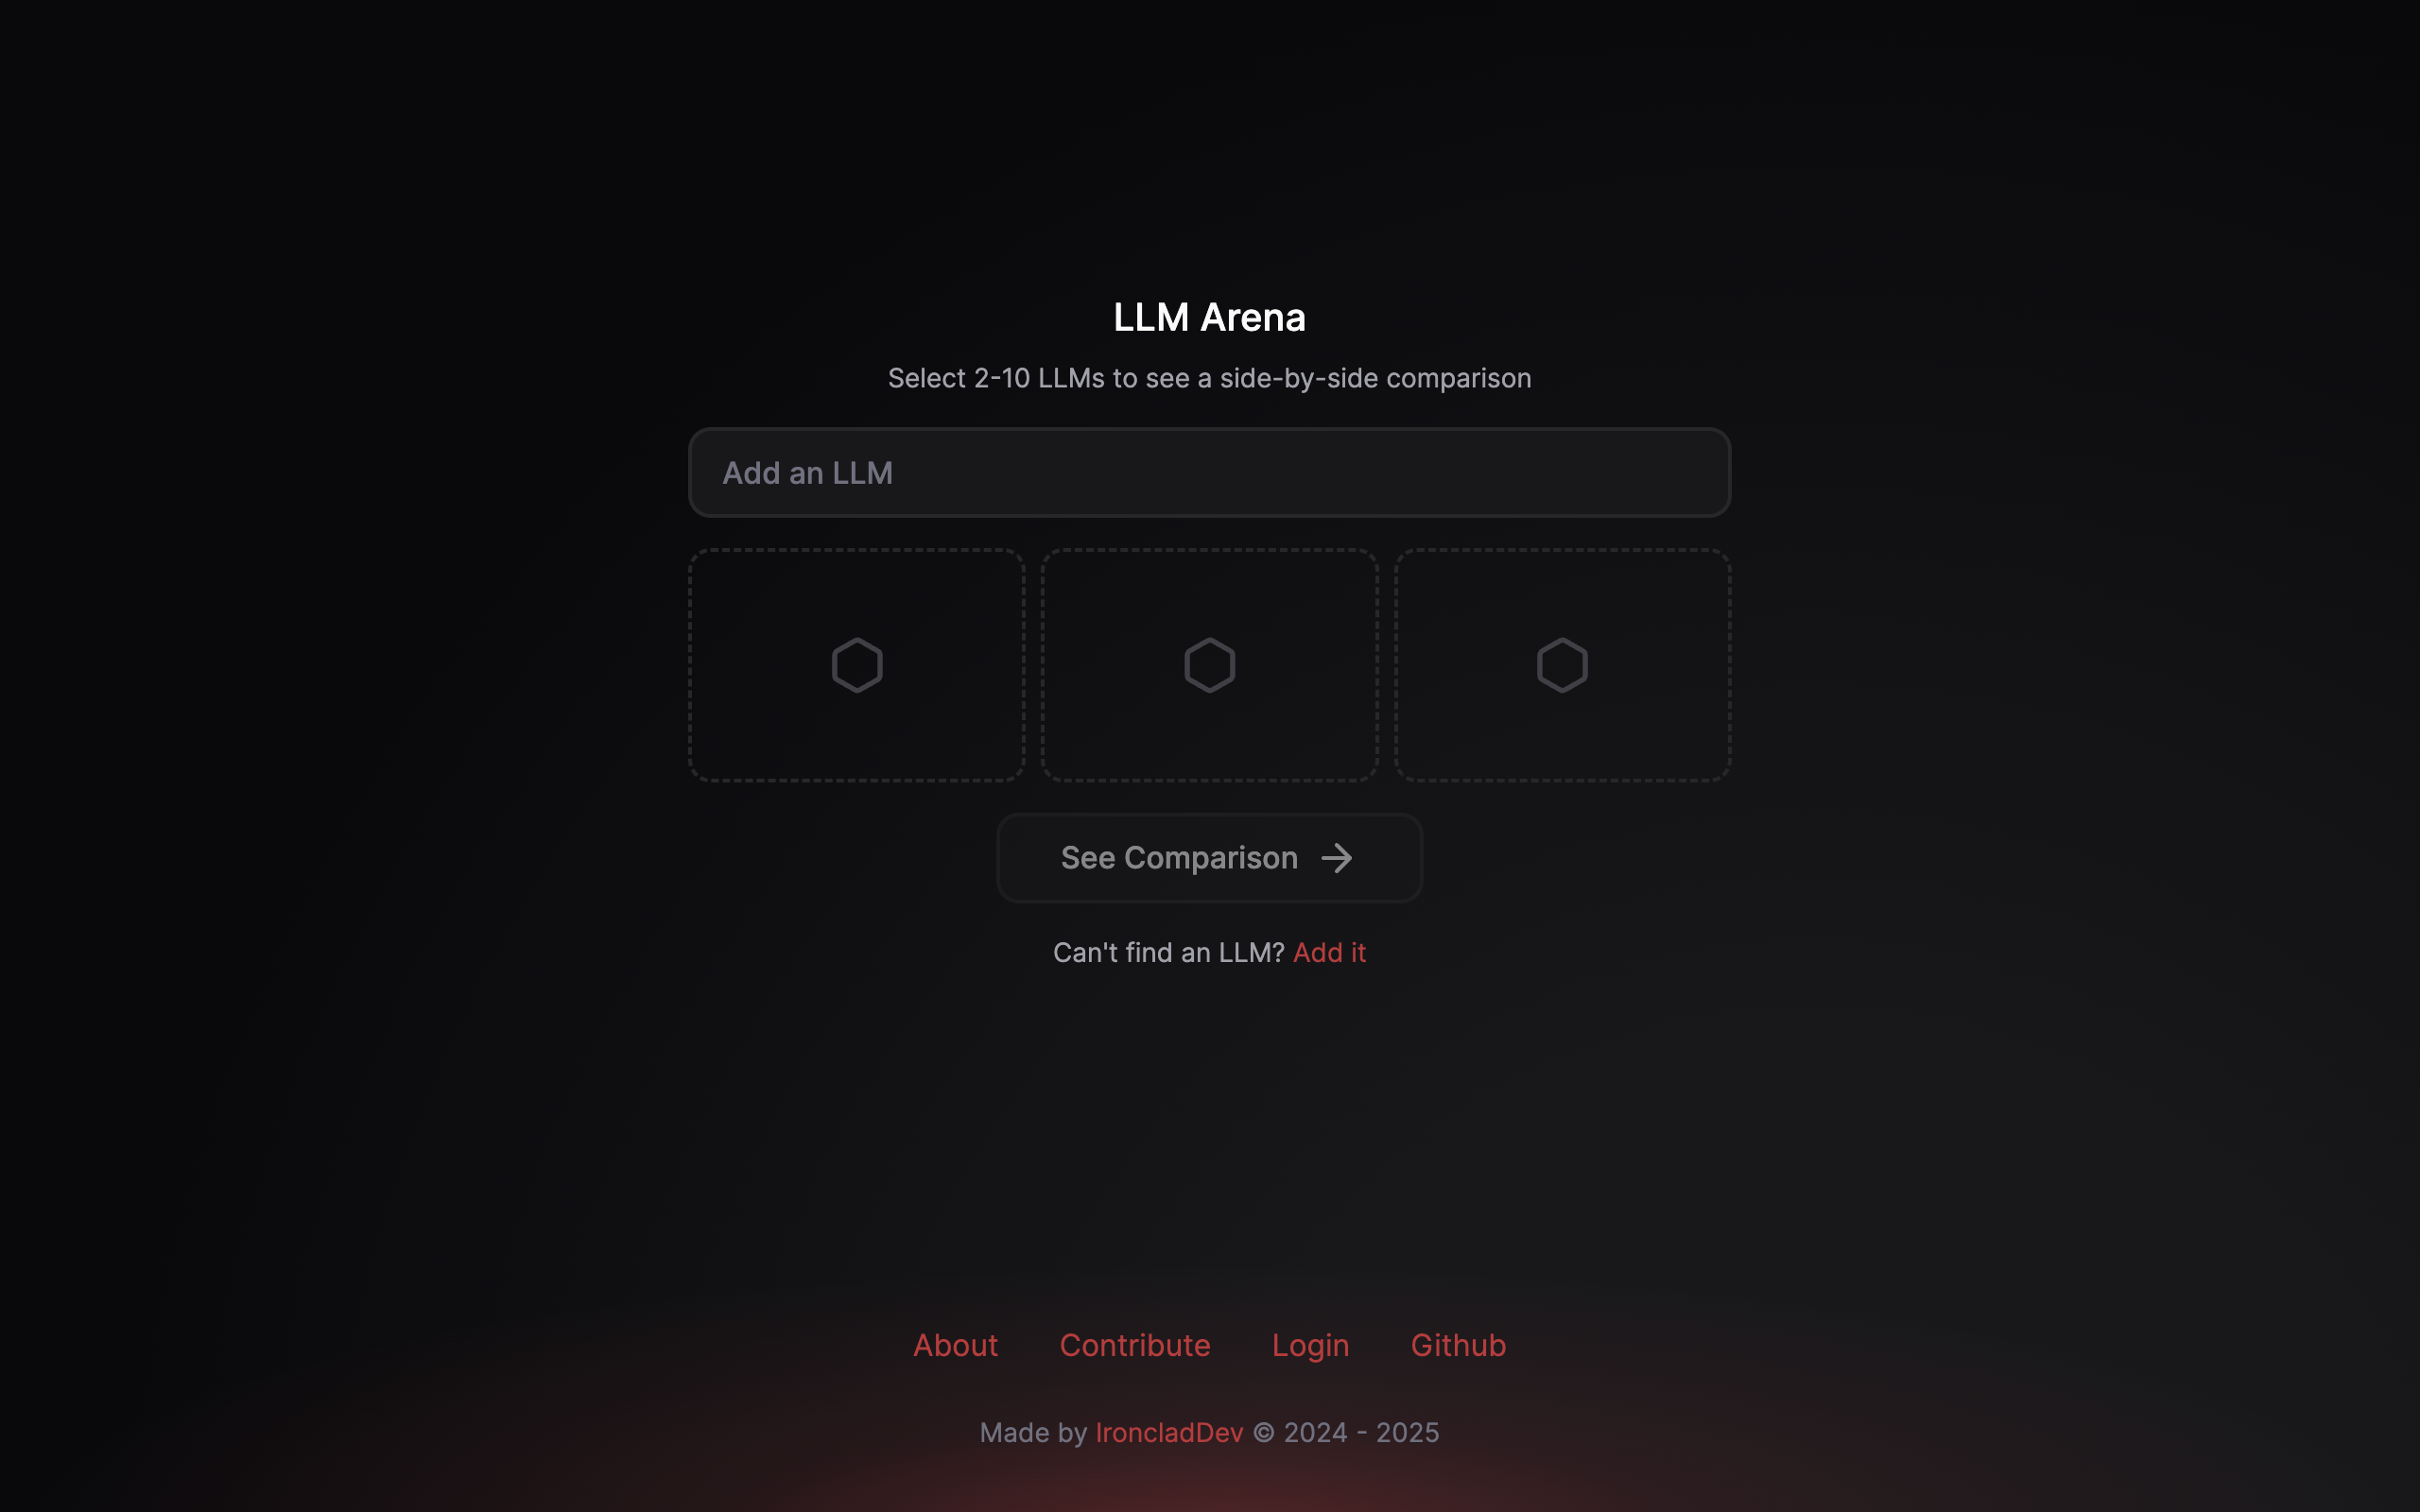 LLM Arena
Select 2-10 LLMs to see a side-by-side comparison
Add an LLM
See Comparison
Can't find an LLM? Add it
About Contribute Login Github
Made by IroncladDev © 2024 - 2025